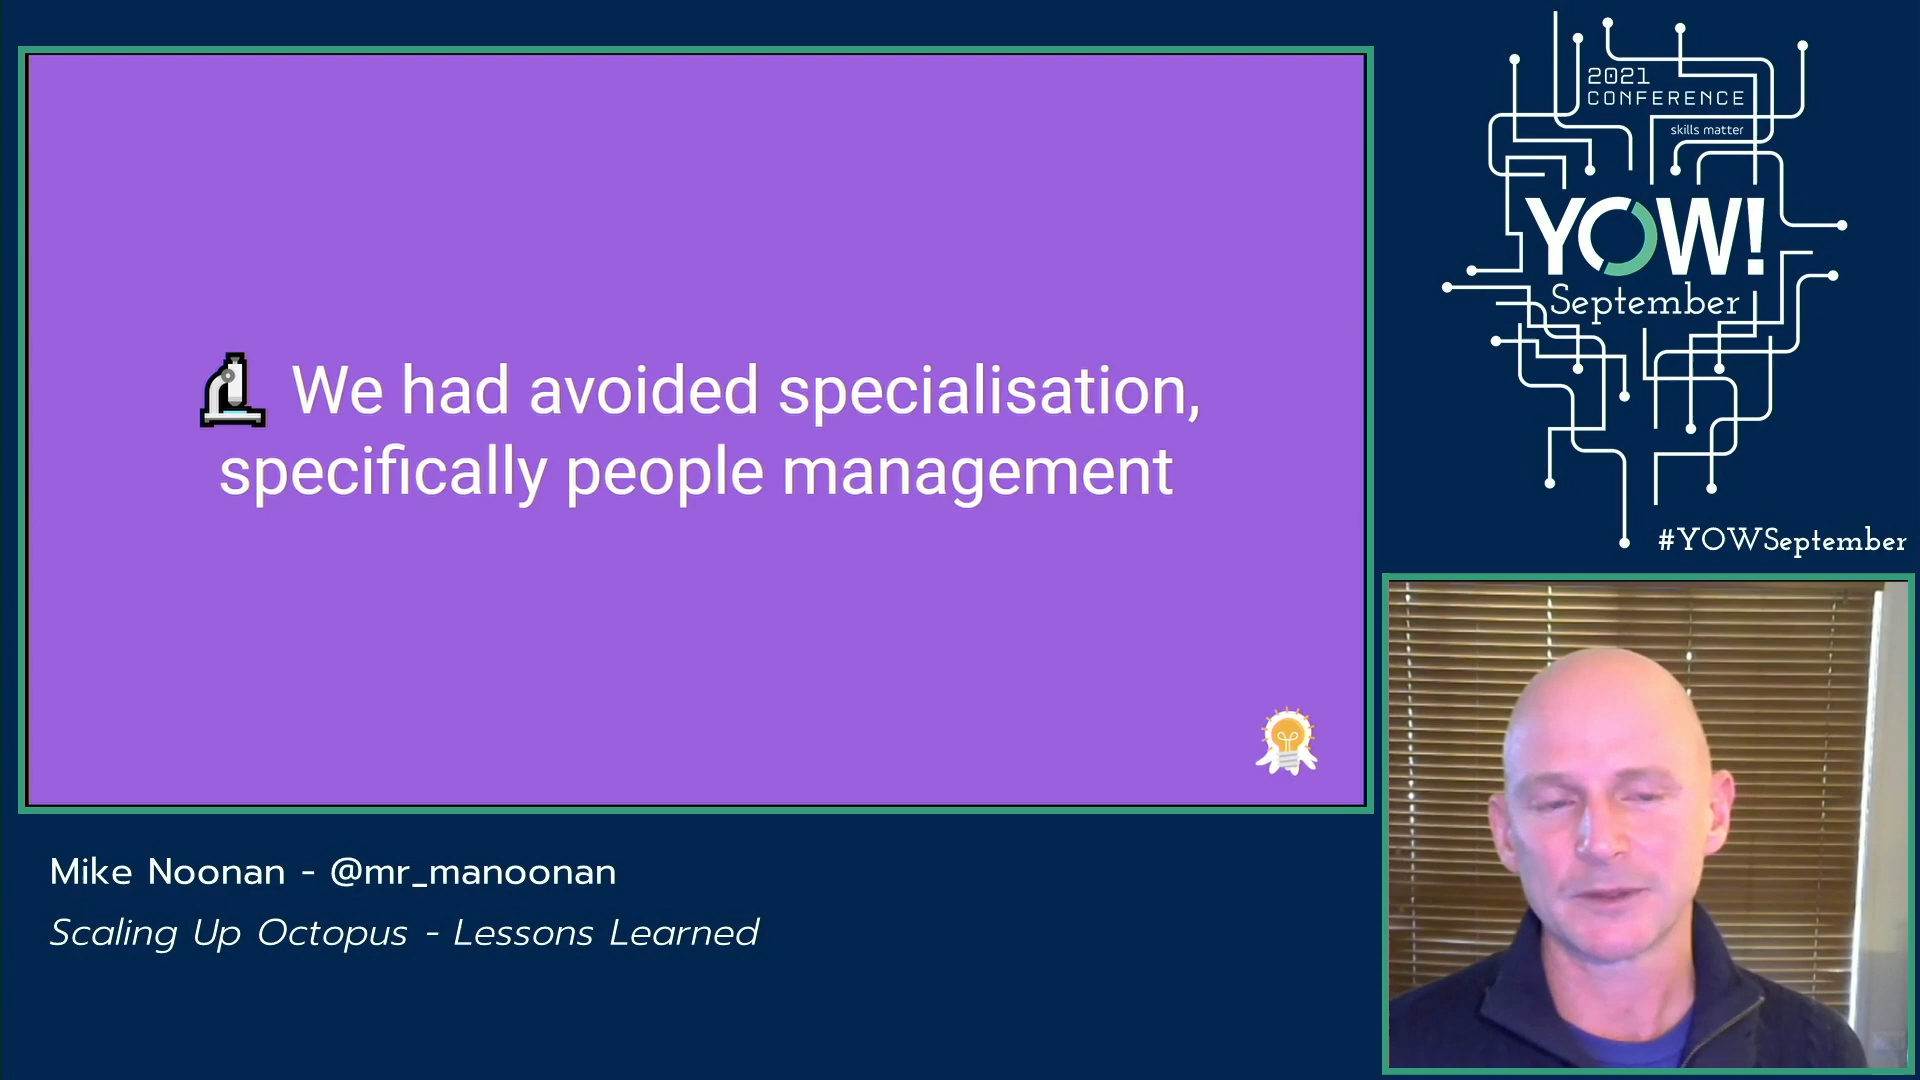 We had avoided specialisation,
specifically people management
2021
CONFERENCE
skills matter
YOW!
September
#YOWSeptember
Mike Noonan - @mr_manoonan
Scaling Up Octopus - Lessons Learned